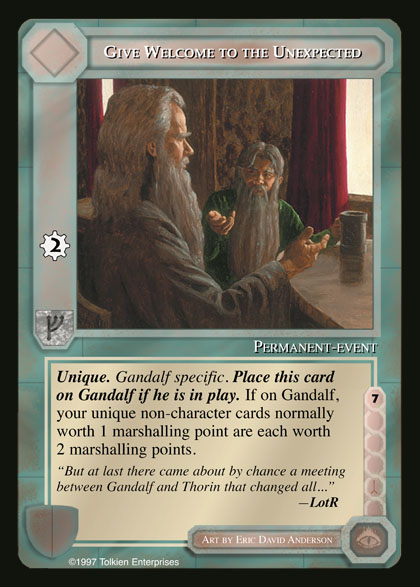 Give Welcome to the Unexpected
2
Permanent-event
Unique. Gandalf specific. Place this card
on Gandalf if he is in play. If on Gandalf,
your unique non-character cards normally
worth 1 marshalling point are each worth
2 marshalling points.
“But at last there came about by chance a meeting
between Gandalf and Thorin that changed all...”
—LotR
7
Art by Eric David Anderson
©1997 Tolkien Enterprises